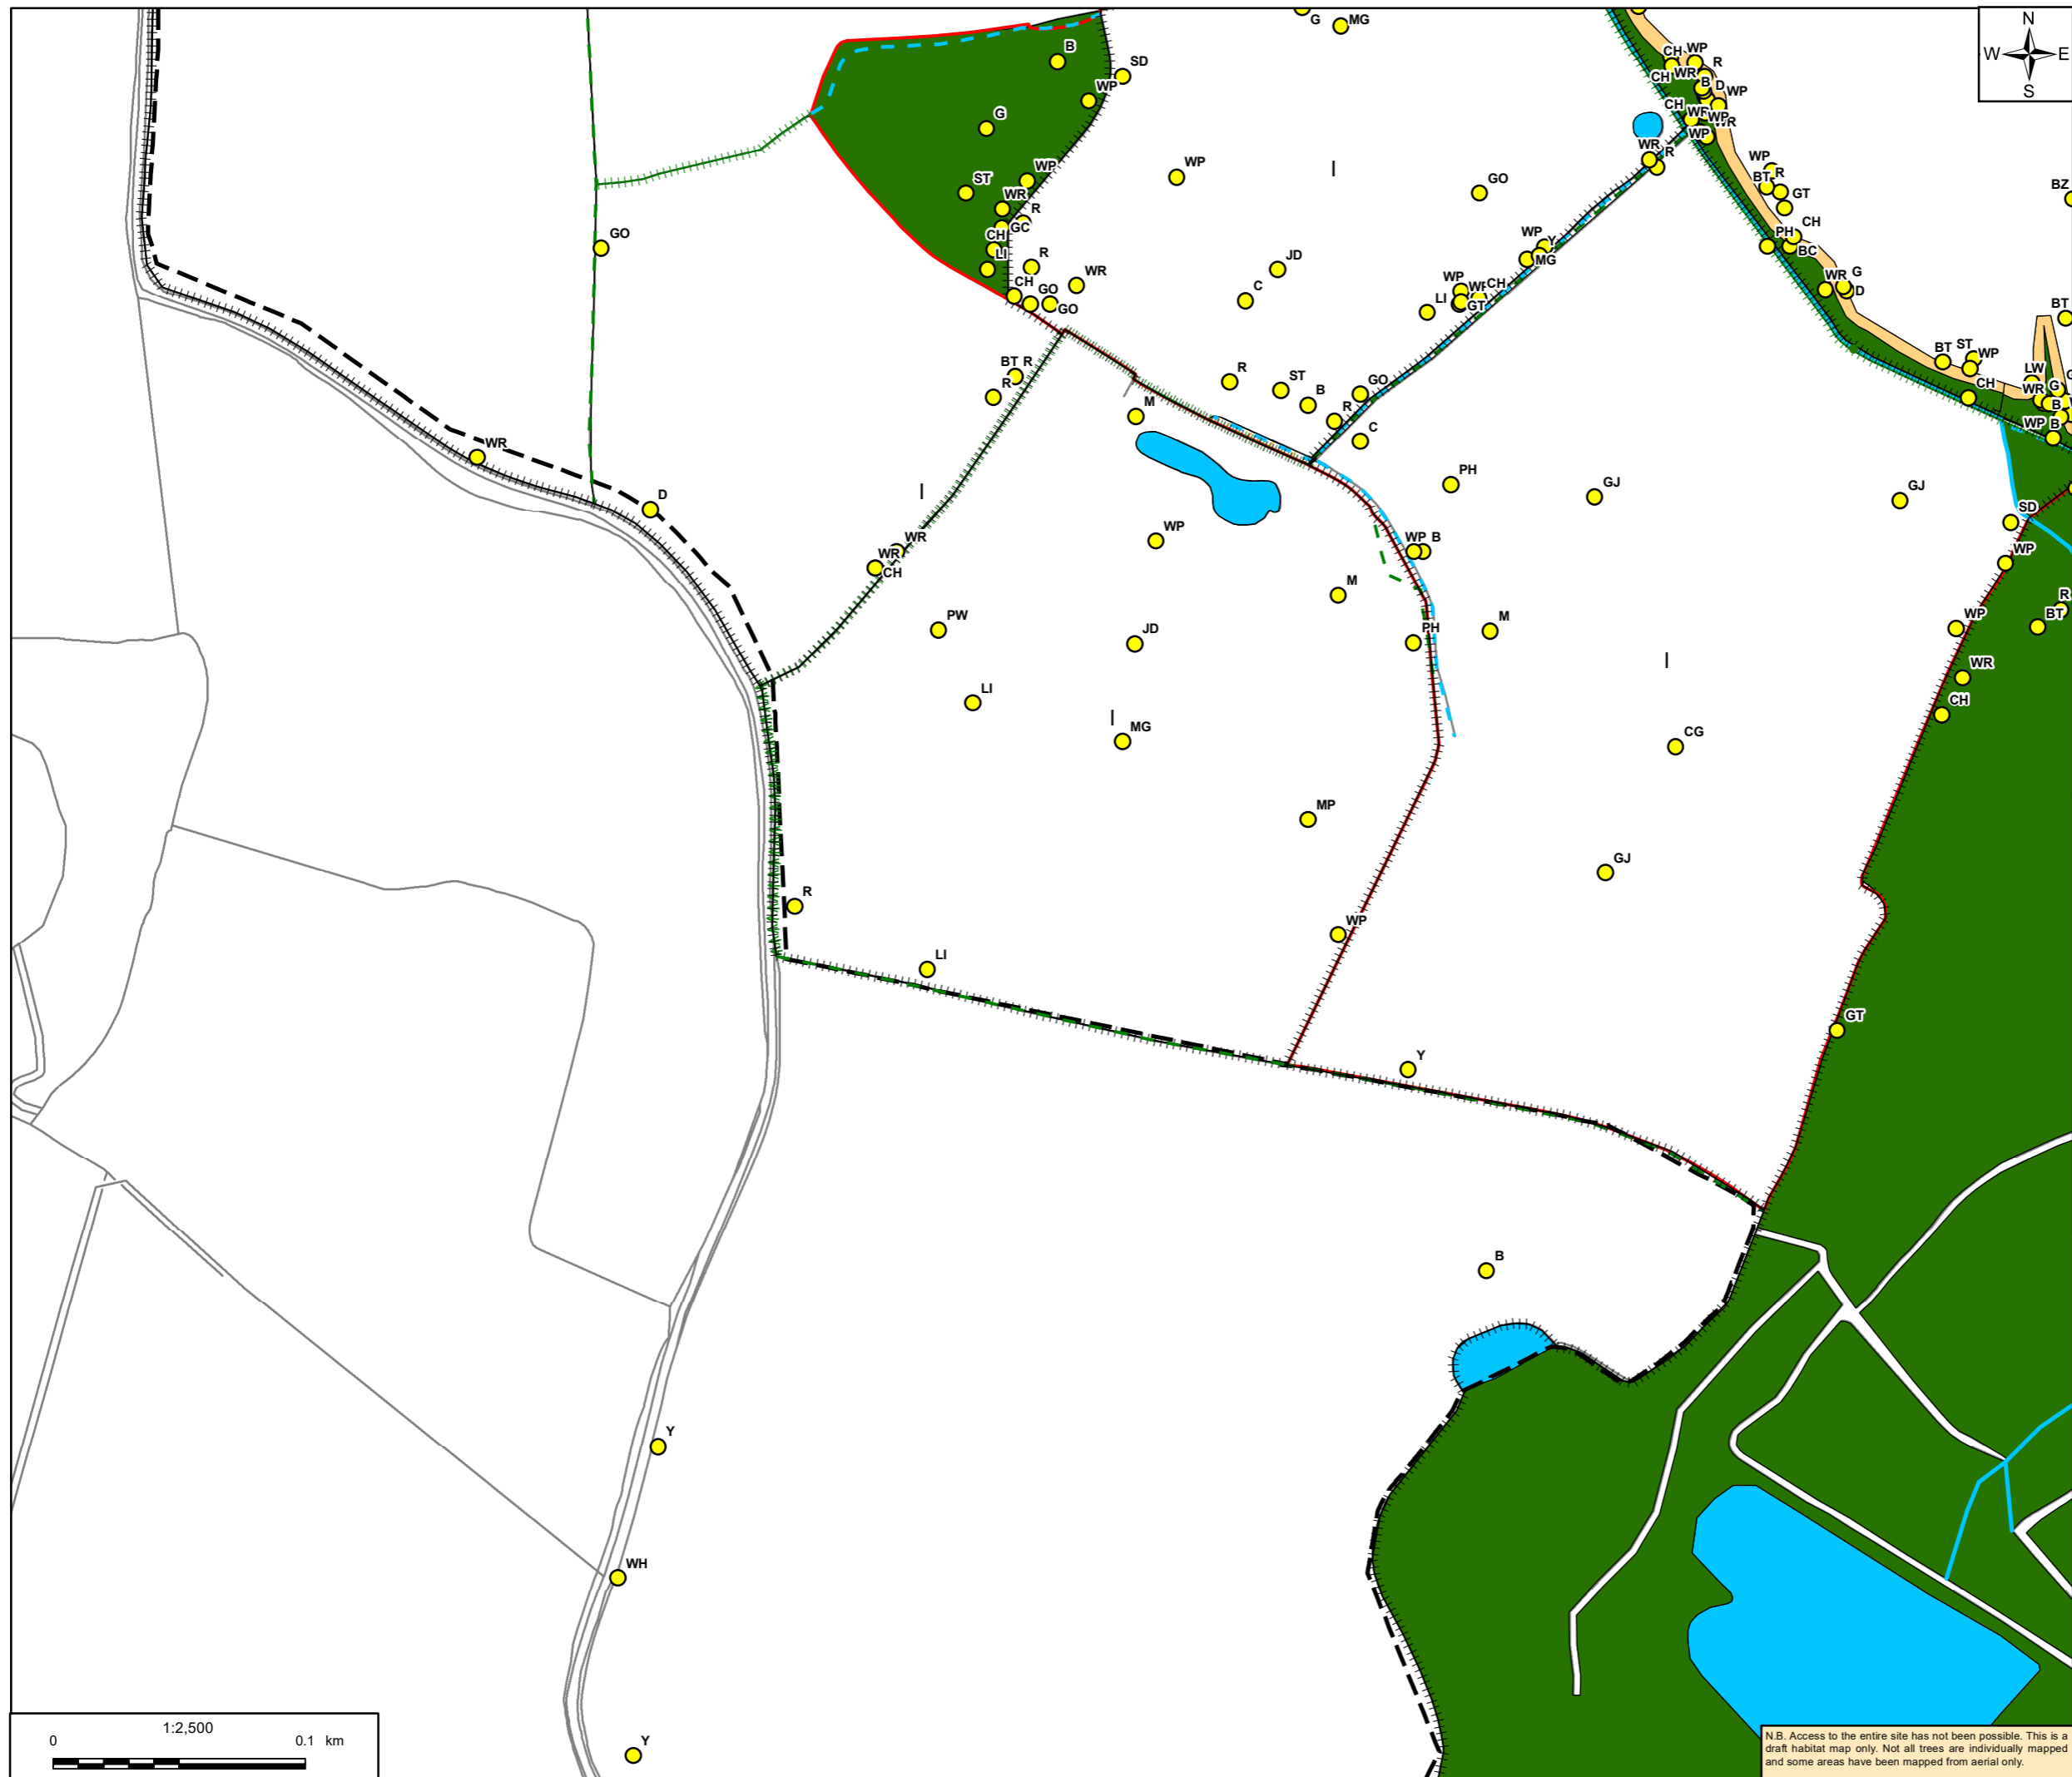 G
MG
N
W E
S
B
SD
WP
G
CH
WP
R
CH
WR
B
D
WP
CH
WR
WP
WR
WP
WR
R
ST
WP
WR
R
GC
CH
LI
R
CH
GO
GO
WR
WP
I
GO
WP
BT
R
GT
CH
PH
BC
BZ
GO
JD
C
WP
Y
MG
WP
CH
LI
GT
WR
G
D
BT
BT
R
R
M
R
ST
B
GO
R
C
BT
ST
WP
CH
LW
WR
G
B
WP
B
WR
D
I
PH
GJ
GJ
SD
WP
WR
WR
CH
WP
WP
B
M
PW
JD
PH
M
WP
R
BT
LI
I
MG
I
CG
WR
CH
MP
GJ
R
WP
LI
Y
GT
B
Y
WH
Y
1:2,500
0 0.1 km
N.B. Access to the entire site has not been possible. This is a
draft habitat map only. Not all trees are individually mapped
and some areas have been mapped from aerial only.